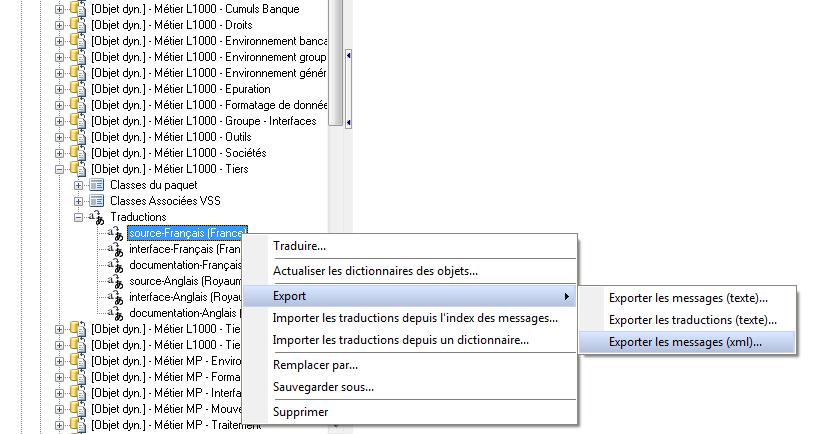 [Objet dyn.] - Métier L1000 - Cumuls Banque
[Objet dyn.] - Métier L1000 - Droits
[Objet dyn.] - Métier L1000 - Environnement banca
[Objet dyn.] - Métier L1000 - Environnement group
[Objet dyn.] - Métier L1000 - Environnement génér
[Objet dyn.] - Métier L1000 - Epuration
[Objet dyn.] - Métier L1000 - Formatage de donnée
[Objet dyn.] - Métier L1000 - Groupe - Interfaces
[Objet dyn.] - Métier L1000 - Outils
[Objet dyn.] - Métier L1000 - Sociétés
[Objet dyn.] - Métier L1000 - Tiers
Classes du paquet
Classes Associées VSS
Traductions
source-Français (France)
interface-Français (Fran
documentation-Français
source-Anglais (Royaum
interface-Anglais (Royau
documentation-Anglais (
[Objet dyn.] - Métier L1000 - Tie
[Objet dyn.] - Métier L1000 - Tie
[Objet dyn.] - Métier MP - Enviro
[Objet dyn.] - Métier MP - Forma
[Objet dyn.] - Métier MP - Interfa
[Objet dyn.] - Métier MP - Mouve
[Objet dyn.] - Métier MP - Traitement
Traduire...
Actualiser les dictionnaires des objets...
Export
Importer les traductions depuis l'index des messages...
Importer les traductions depuis un dictionnaire...
Remplacer par...
Sauvegarder sous...
Supprimer
Exporter les messages (texte)...
Exporter les traductions (texte)...
Exporter les messages (xml)...